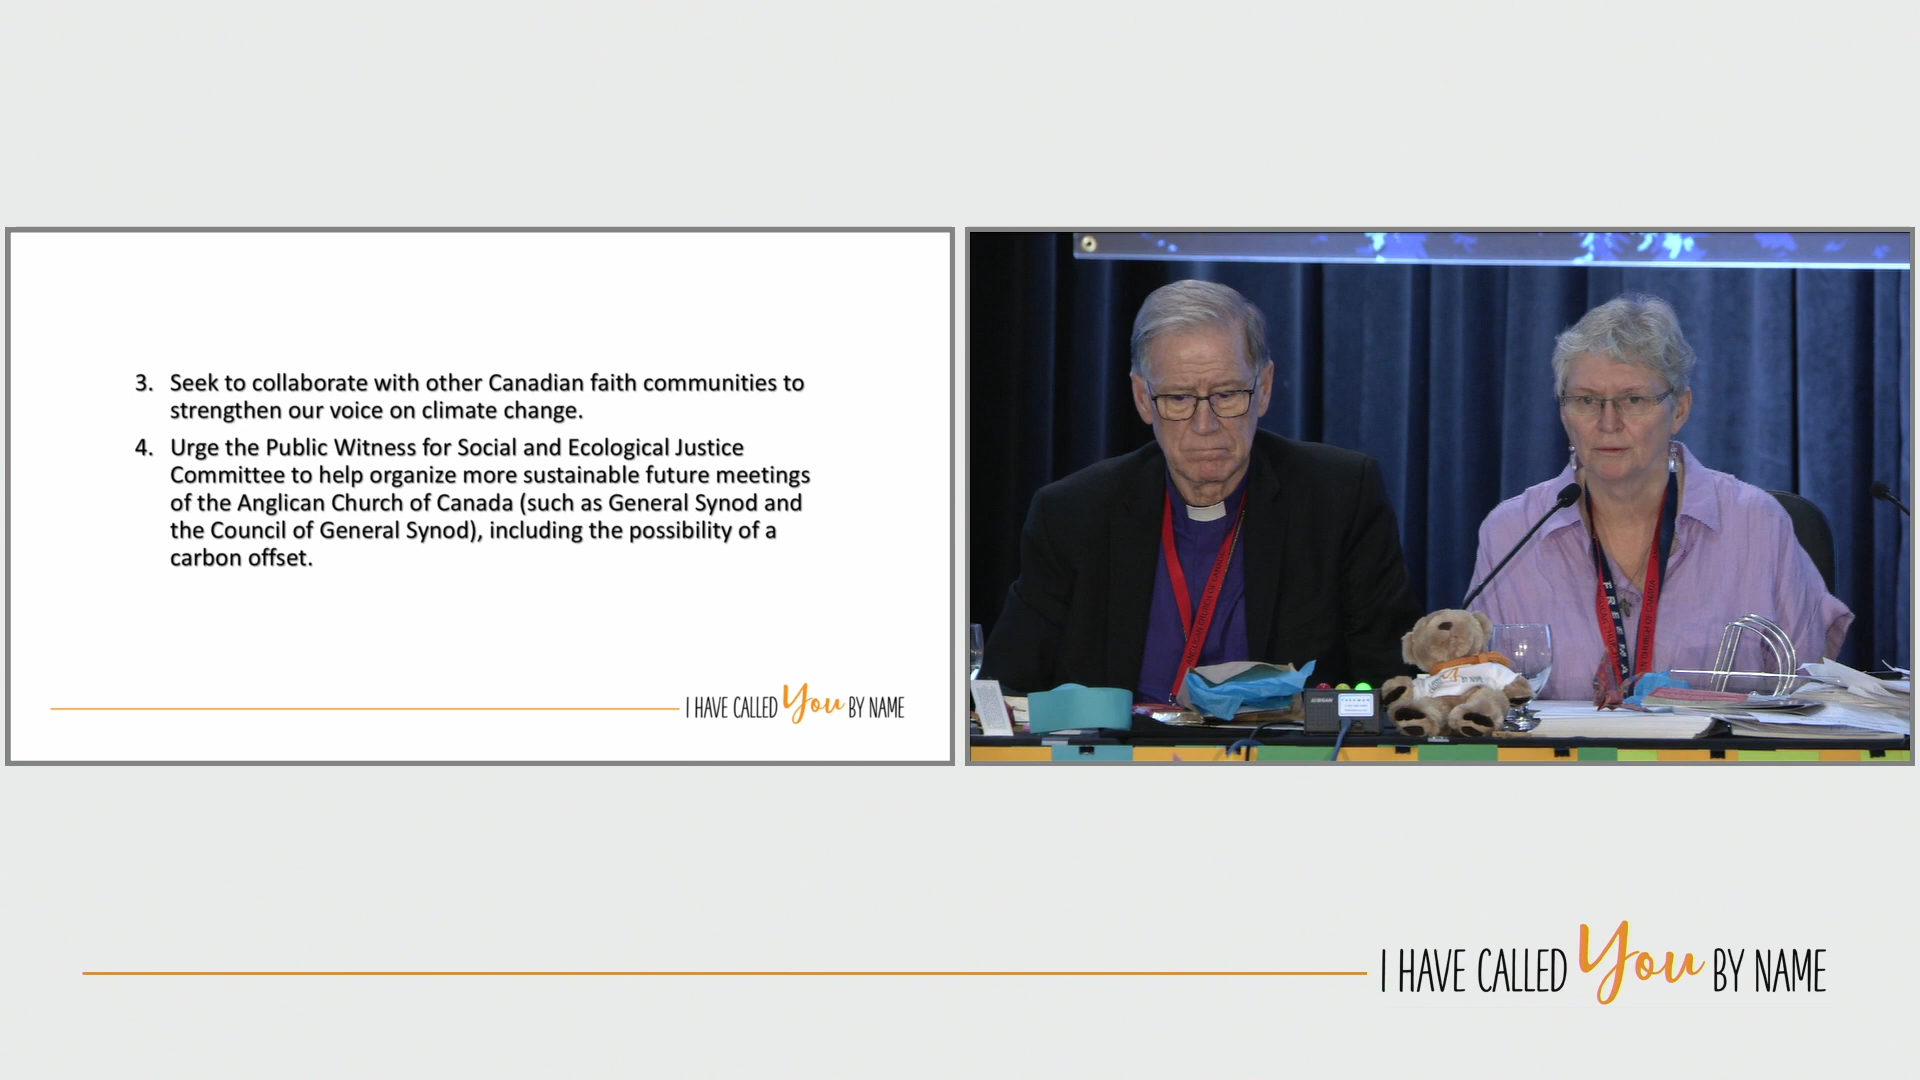 3. Seek to collaborate with other Canadian faith communities to
strengthen our voice on climate change.
4. Urge the Public Witness for Social and Ecological Justice
Committee to help organize more sustainable future meetings
of the Anglican Church of Canada (such as General Synod and
the Council of General Synod), including the possibility of a
carbon offset.
I HAVE CALLED You BY NAME
FREEMA
I HAVE CALLED You BY NAME